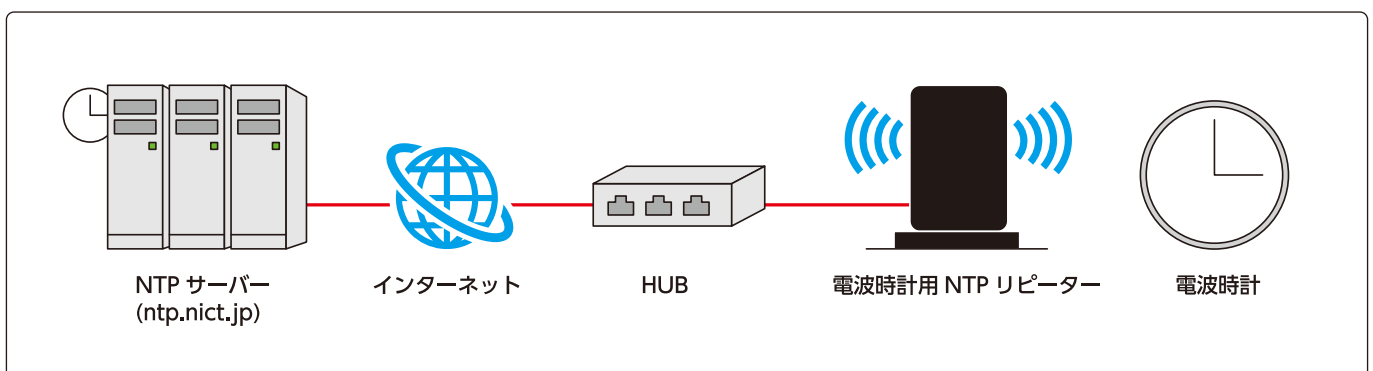 NTP サーバー
(ntp.nict.jp)
インターネット
HUB
電波時計用 NTP リピーター
電波時計